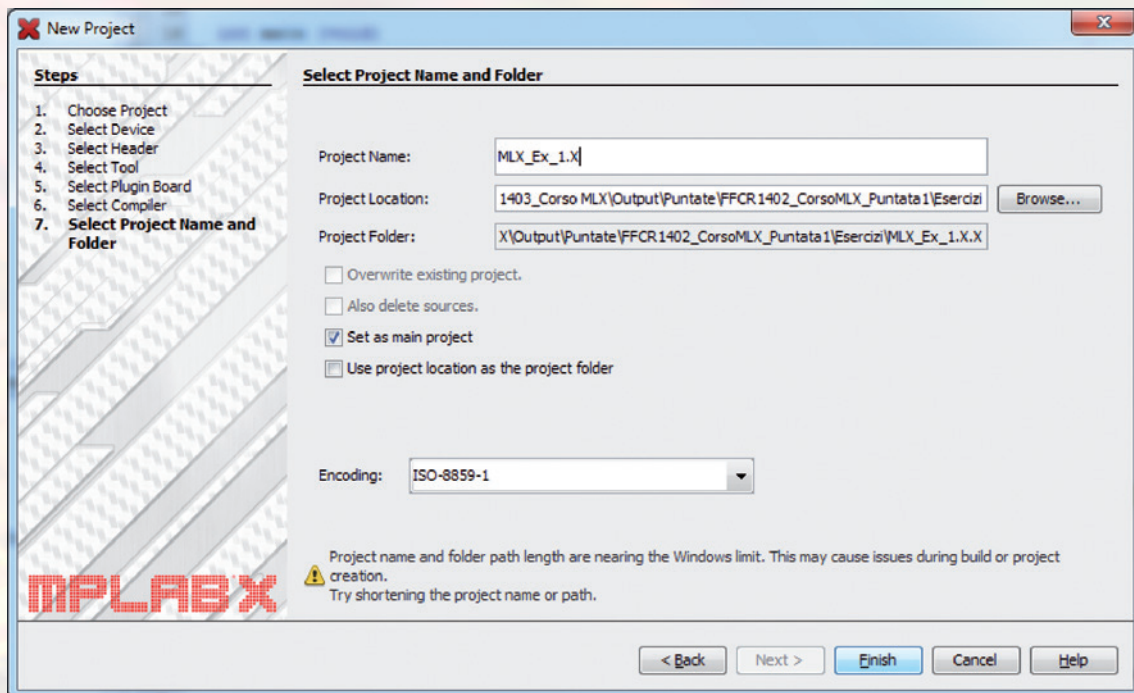 New Project
Steps
1. Choose Project
2. Select Device
3. Select Header
4. Select Tool
5. Select Plugin Board
6. Select Compiler
7. Select Project Name and
Folder
Select Project Name and Folder
Project Name: MLX_Ex_1.X
Project Location: 1403_Corso MLX\Output\Puntate\FFCR1402_CorsoMLX_Puntata1\Esercizi Browse...
Project Folder: X\Output\Puntate\FFCR1402_CorsoMLX_Puntata1\Esercizi\MLX_Ex_1.X.X
Overwrite existing project.
Also delete sources.
Set as main project
Use project location as the project folder
Encoding: ISO-8859-1
Project name and folder path length are nearing the Windows limit. This may cause issues during build or project
creation.
Try shortening the project name or path.
MPLAB X
< Back Next > Finish Cancel Help